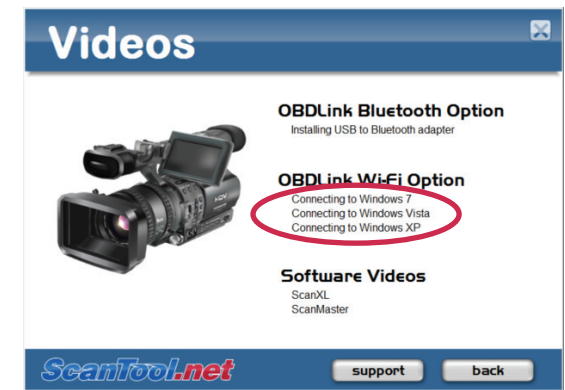 Videos
OBDLink Bluetooth Option
Installing USB to Bluetooth adapter
OBDLink Wi-Fi Option
Connecting to Windows 7
Connecting to Windows Vista
Connecting to Windows XP
Software Videos
ScanXL
ScanMaster
ScanTool.net
support
back